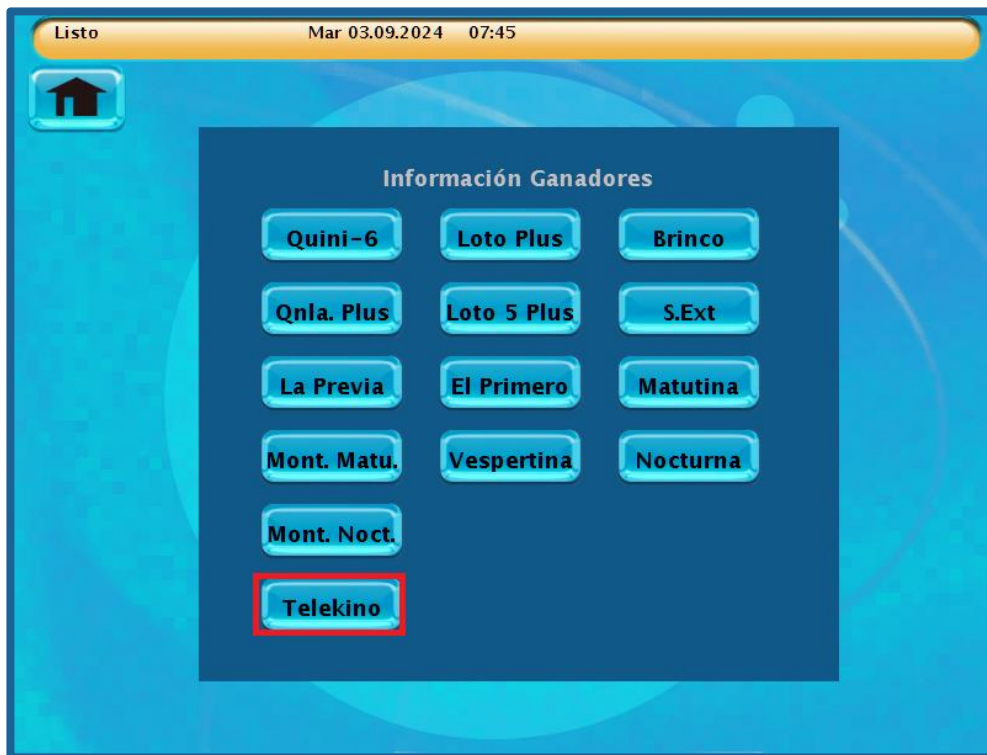 Listo Mar 03.09.2024 07:45
Información Ganadores
Quini-6 Loto Plus Brinco
Qnla. Plus Loto 5 Plus S.Ext
La Previa El Primero Matutina
Mont. Matu. Vespertina Nocturna
Mont. Noct.
Telekino